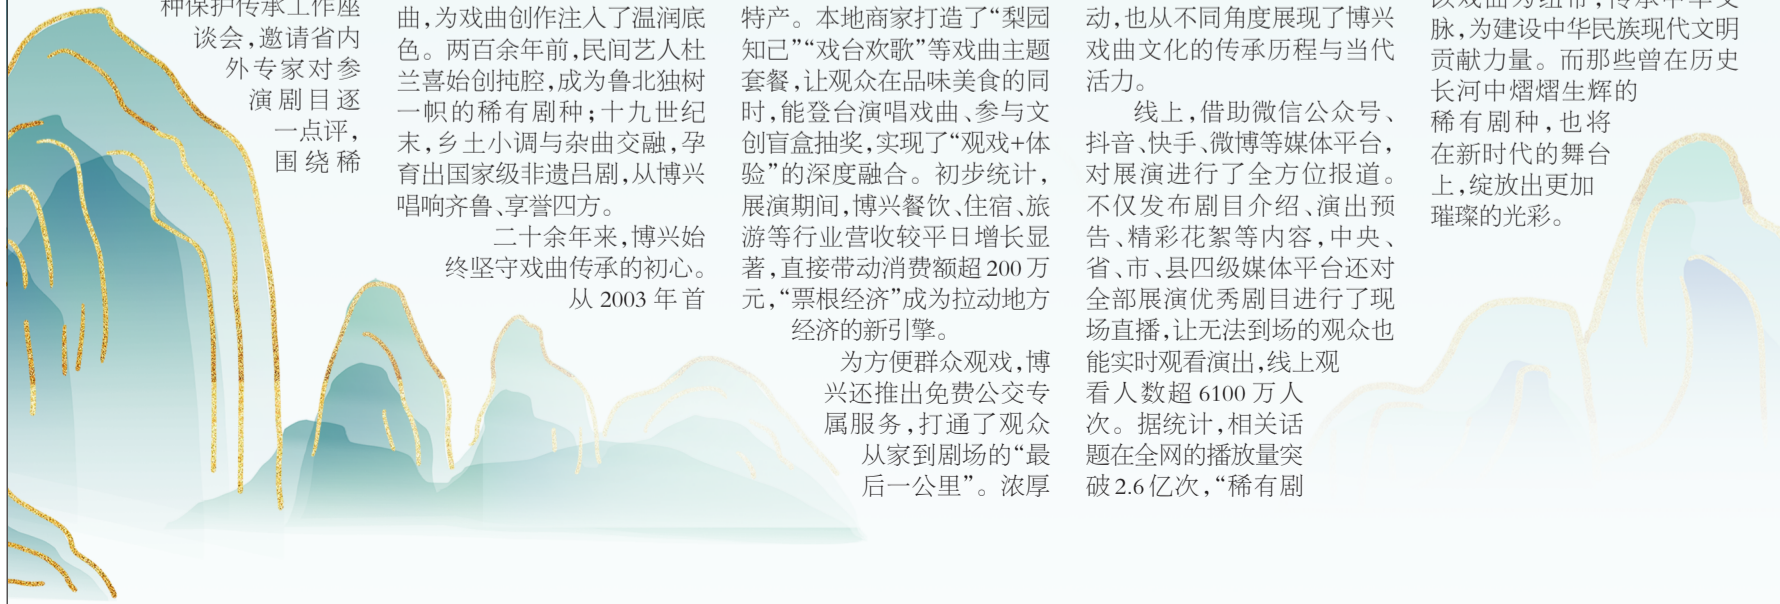 种保护传承工作座
谈会,邀请省内
外专家对参
演剧目逐
一点评,
围绕稀
曲,为戏曲创作注入了温润底
色。两百余年前,民间艺人杜
兰喜始创扽腔,成为鲁北独树
一帜的稀有剧种;十九世纪
末,乡土小调与杂曲交融,孕
育出国家级非遗吕剧,从博兴
唱响齐鲁、享誉四方。
二十余年来,博兴始
终坚守戏曲传承的初心。
从 2003 年首
特产。本地商家打造了“梨园
知己”“戏台欢歌”等戏曲主题
套餐,让观众在品味美食的同
时,能登台演唱戏曲、参与文
创盲盒抽奖,实现了“观戏+体
验”的深度融合。初步统计,
展演期间,博兴餐饮、住宿、旅
游等行业营收较平日增长显
著,直接带动消费额超 200 万
元,“票根经济”成为拉动地方
经济的新引擎。
为方便群众观戏,博
兴还推出免费公交专
属服务,打通了观众
从家到剧场的“最
后一公里”。浓厚
动,也从不同角度展现了博兴
戏曲文化的传承历程与当代
活力。
线上,借助微信公众号、
抖音、快手、微博等媒体平台,
对展演进行了全方位报道。
不仅发布剧目介绍、演出预
告、精彩花絮等内容,中央、
省、市、县四级媒体平台还对
全部展演优秀剧目进行了现
场直播,让无法到场的观众也
能实时观看演出,线上观
看人数超 6100 万人
次。据统计,相关话
题在全网的播放量突
破 2.6 亿次,“稀有剧
以戏曲为纽带,传承中华文
脉,为建设中华民族现代文明
贡献力量。而那些曾在历史
长河中熠熠生辉的
稀有剧种,也将
在新时代的舞台
上,绽放出更加
璀璨的光彩。